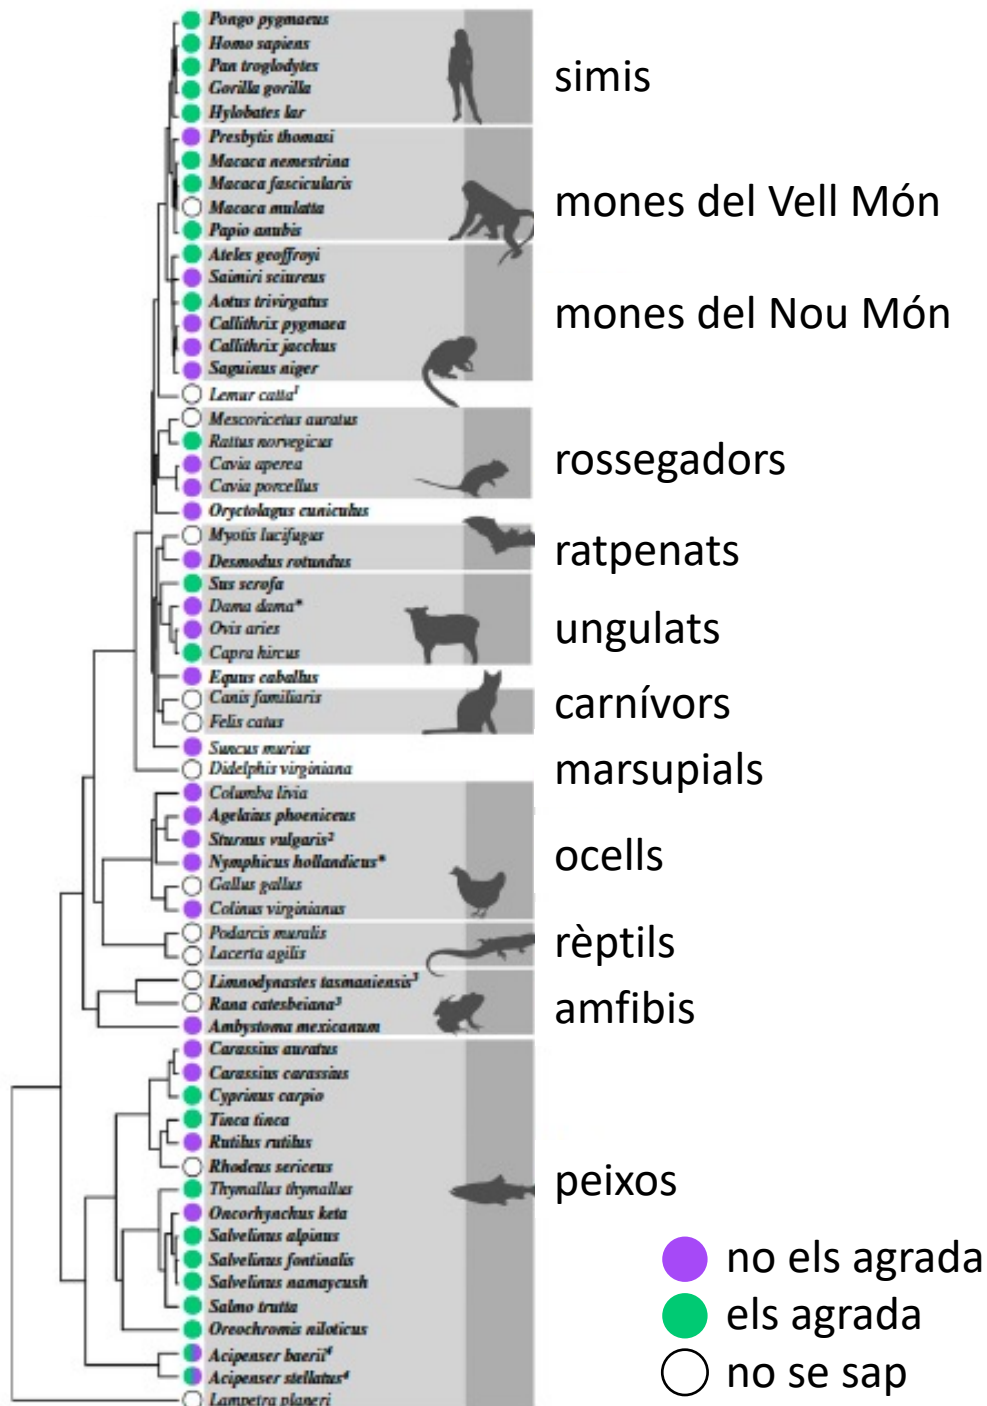 Pongo pygmaeus
Homo sapiens
Pan troglodytes
Gorilla gorilla
Hylobates lar
simis
Presbytis thomasi
Macaca nemestrina
Macaca fascicularis
Macaca mulatta
Papio anubis
mones del Vell Món
Ateles geoffroyi
Saimiri sciureus
Aotus trivirgatus
Callithrix pygmaea
Callithrix jacchus
Saguinus niger
mones del Nou Món
Lemur catta¹
Mescoricetus auratus
Rattus norvegicus
Cavia aperea
Cavia porcellus
rossegadors
Oryctolagus cuniculus
Myotis lucifugus
Desmodus rotundus
ratpenats
Sus scrofa
Dama dama*
Ovis aries
Capra hircus
ungulats
Equus caballus
Canis familiaris
Felis catus
carnívors
Suncus murius
Didelphis virginiana
marsupials
Columba livia
Agelaius phoeniceus
Sturnus vulgaris²
Nymphicus hollandicus*
Gallus gallus
Colinus virginianus
ocells
Podarcis muralis
Lacerta agilis
rèptils
Limnodynastes tasmaniensis³
Rana catesbeiana³
Ambystoma mexicanum
amfibis
Carassius auratus
Carassius carassius
Cyprinus carpio
Tinca tinca
Rutilus rutilus
Rhodeus sericeus
Thymallus thymallus
Oncorhynchus keta
Salvelinus alpinus
Salvelinus fontinalis
Salvelinus namaycush
Salmo trutta
Oreochromis niloticus
Acipenser baerii⁴
Acipenser stellatus⁴
Lampetra planeri
peixos
no els agrada
els agrada
no se sap